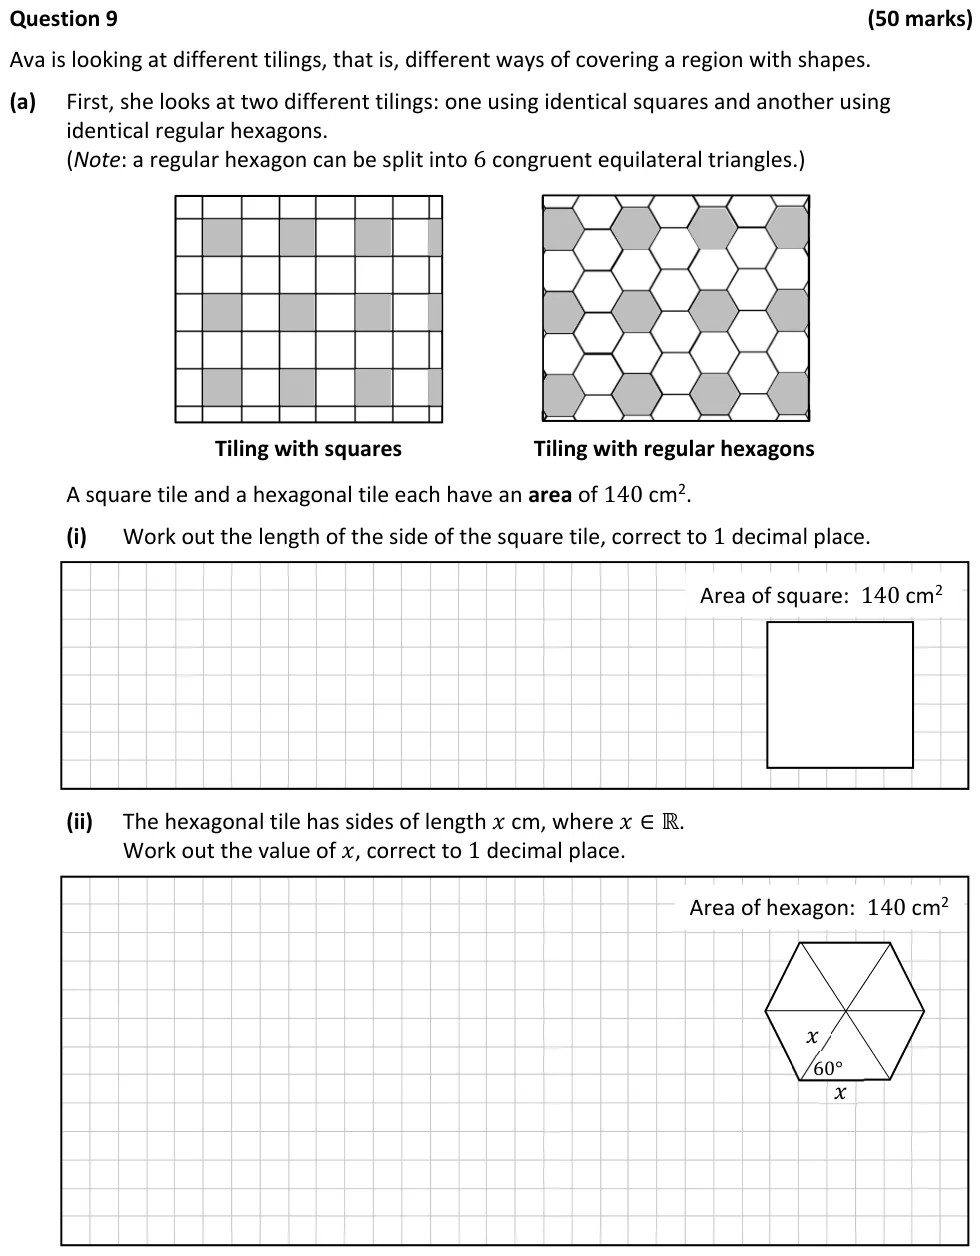 Question 9 (50 marks)
Ava is looking at different tilings, that is, different ways of covering a region with shapes.
(a) First, she looks at two different tilings: one using identical squares and another using
identical regular hexagons.
(Note: a regular hexagon can be split into 6 congruent equilateral triangles.)
Tiling with squares Tiling with regular hexagons
A square tile and a hexagonal tile each have an area of 140 cm².
(i) Work out the length of the side of the square tile, correct to 1 decimal place.
Area of square: 140 cm²
(ii) The hexagonal tile has sides of length x cm, where x ∈ ℝ.
Work out the value of x, correct to 1 decimal place.
Area of hexagon: 140 cm²
x
60°
x